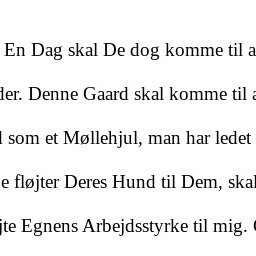 En Dag skal De dog komme til a
der. Denne Gaard skal komme til a
som et Møllehjul, man har ledet
e fløjter Deres Hund til Dem, skal
jte Egnens Arbejdsstyrke til mig.